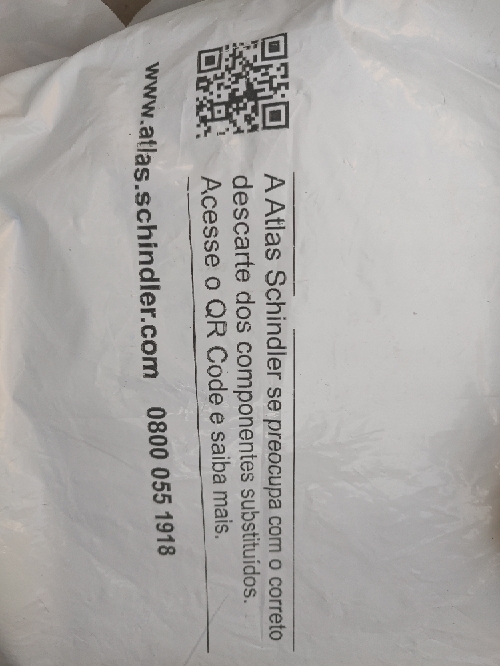 A Atlas Schindler se preocupa com o correto
descarte dos componentes substituídos.
Acesse o QR Code e saiba mais.
www.atlas.schindler.com 0800 055 1918